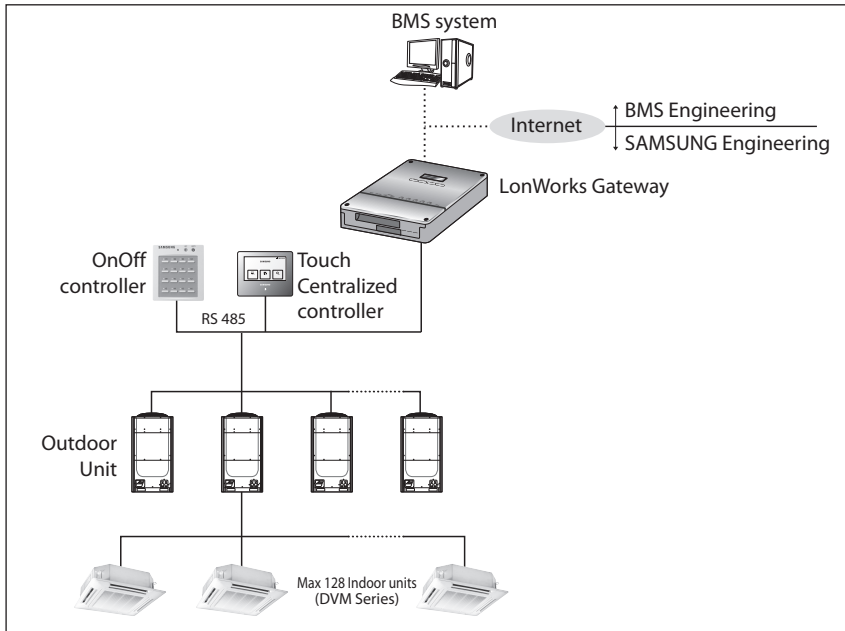 BMS system
Internet
BMS Engineering
SAMSUNG Engineering
LonWorks Gateway
OnOff
controller
Touch
Centralized
controller
RS 485
Outdoor
Unit
Max 128 Indoor units
(DVM Series)